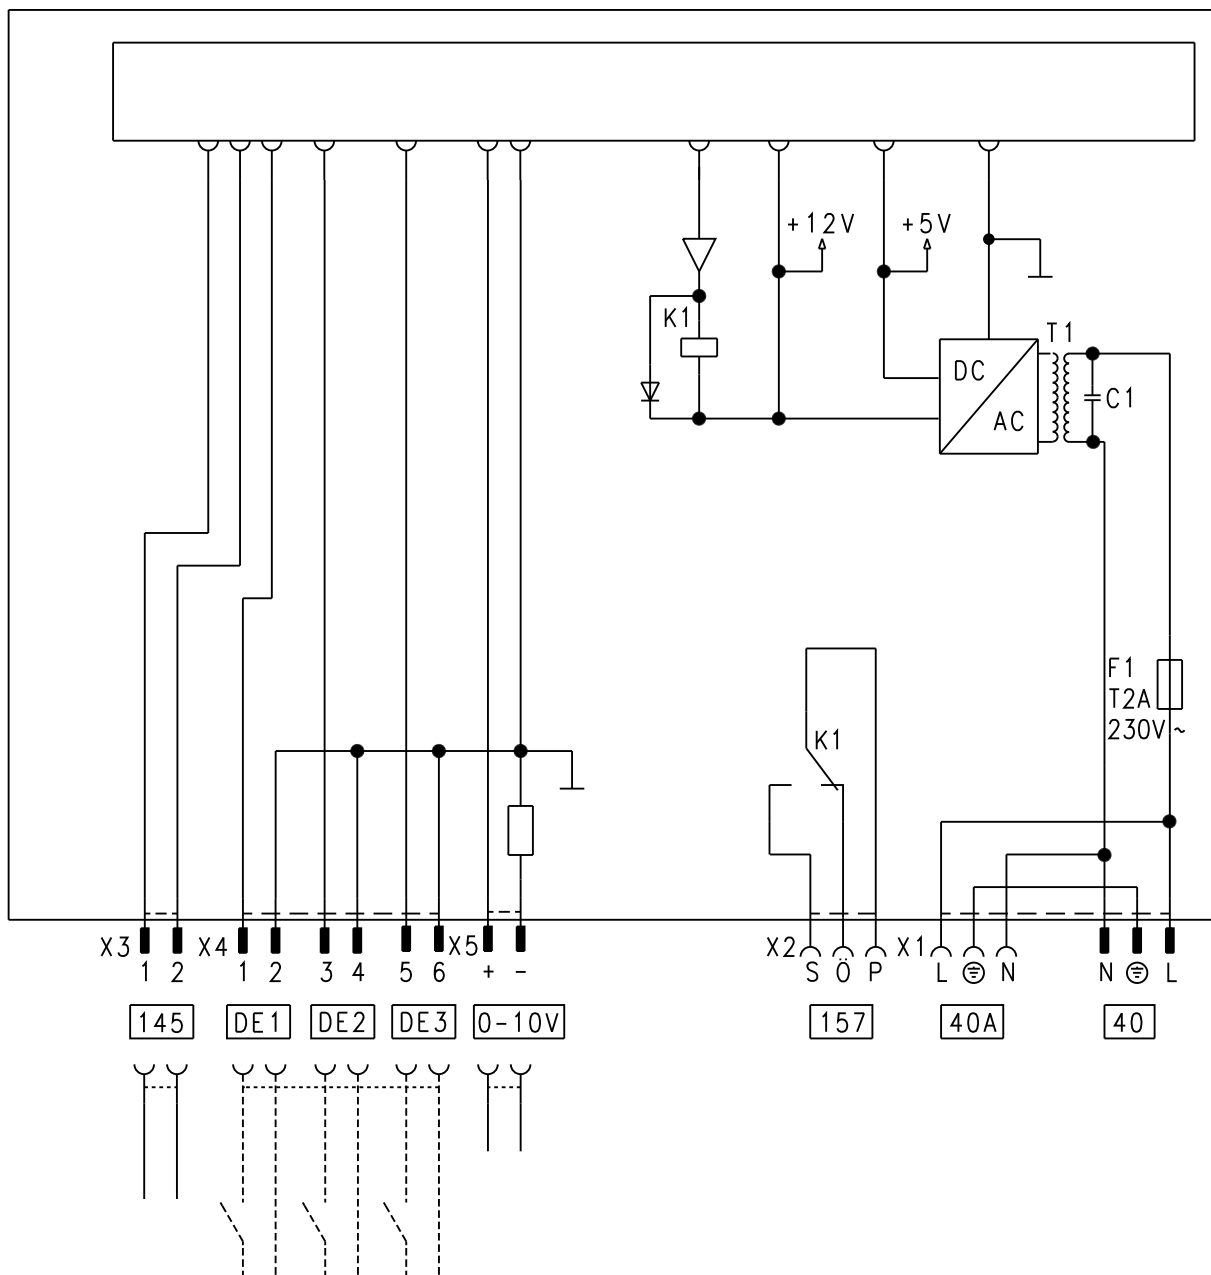 +12V +5V
K1 T1
DC
AC C1
F1
T2A
230V~
K1
X3 X4 X5 X2 X1
1 2 1 2 3 4 5 6 + - S Ö P L N N L
145 DE1 DE2 DE3 0-10V 157 40A 40